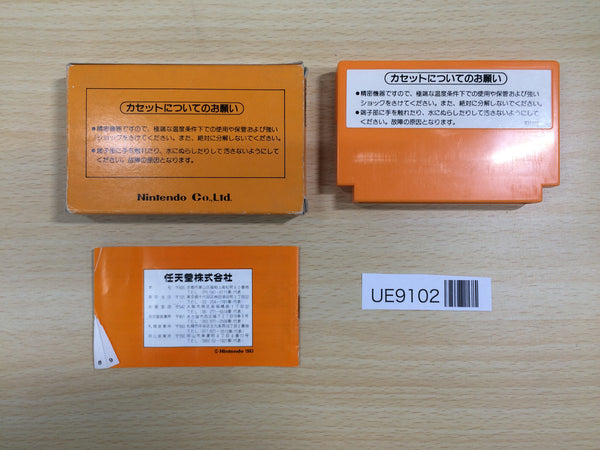 カセットについてのお願い
●精密機器ですので、極端な温度条件下での使用や保管および強い
ショックをさけてください。また、絶対に分解しないでください。
●端子部に手を触れたり、水にぬらしたりして汚さないようにして
ください。故障の原因となります。
Nintendo Co.,Ltd.
カセットについてのお願い
●精密機器ですので、極端な温度条件下での使用や保管および強い
ショックをさけてください。また、絶対に分解しないでください。
●端子部に手を触れたり、水にぬらしたりして汚さないようにして
ください。故障の原因となります。
任天堂株式会社
©Nintendo 1983
UE9102